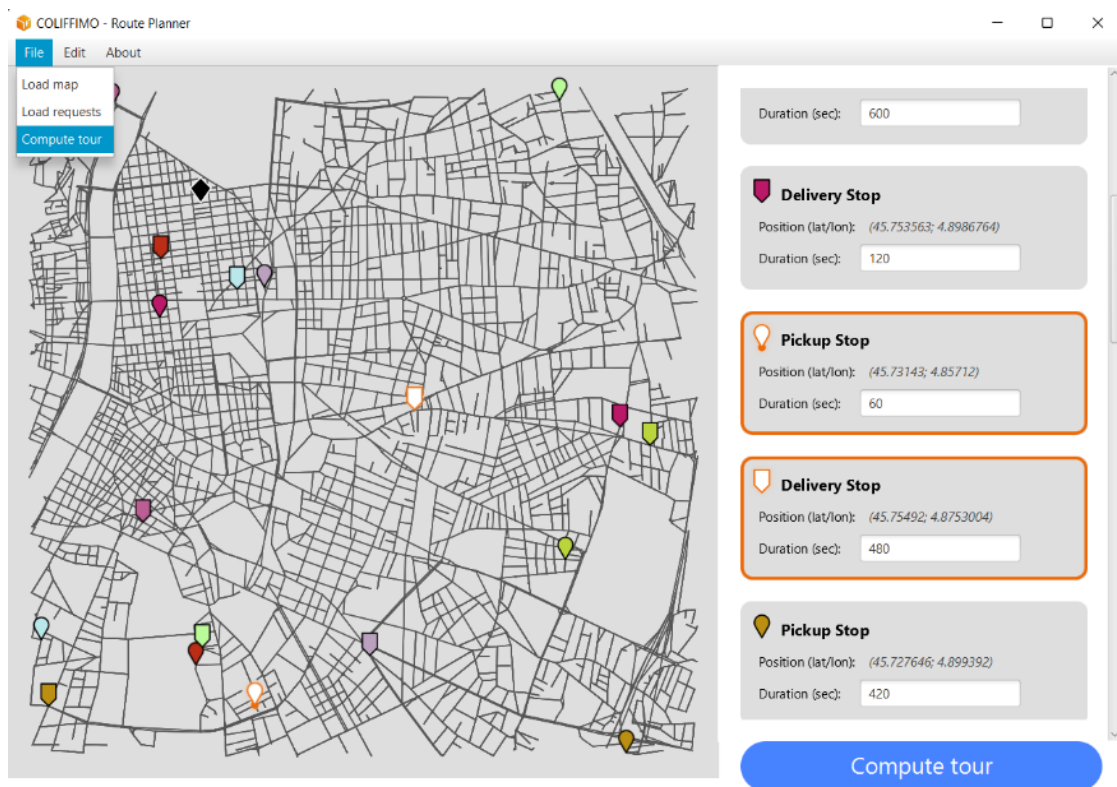 COLIFFIMO - Route Planner
File Edit About
Load map
Load requests
Compute tour
Duration (sec): 600
Delivery Stop
Position (lat/lon): (45.753563; 4.8986764)
Duration (sec): 120
Pickup Stop
Position (lat/lon): (45.73143; 4.85712)
Duration (sec): 60
Delivery Stop
Position (lat/lon): (45.75492; 4.8753004)
Duration (sec): 480
Pickup Stop
Position (lat/lon): (45.727646; 4.899392)
Duration (sec): 420
Compute tour